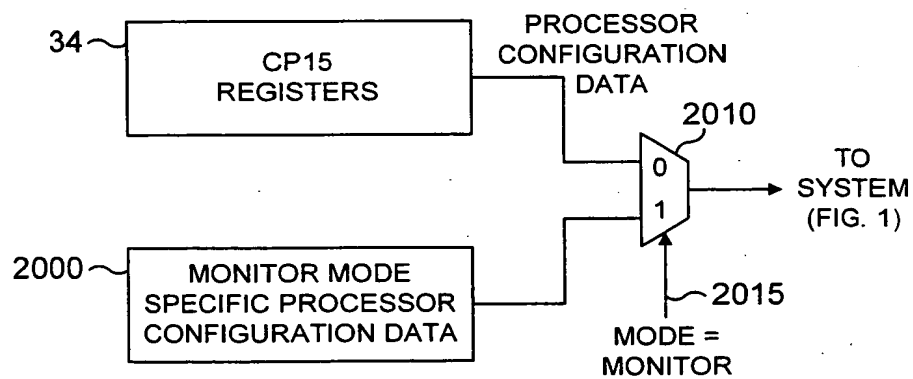 34
CP15
REGISTERS
PROCESSOR
CONFIGURATION
DATA
2010
0
1
TO
SYSTEM
(FIG. 1)
2000
MONITOR MODE
SPECIFIC PROCESSOR
CONFIGURATION DATA
2015
MODE =
MONITOR